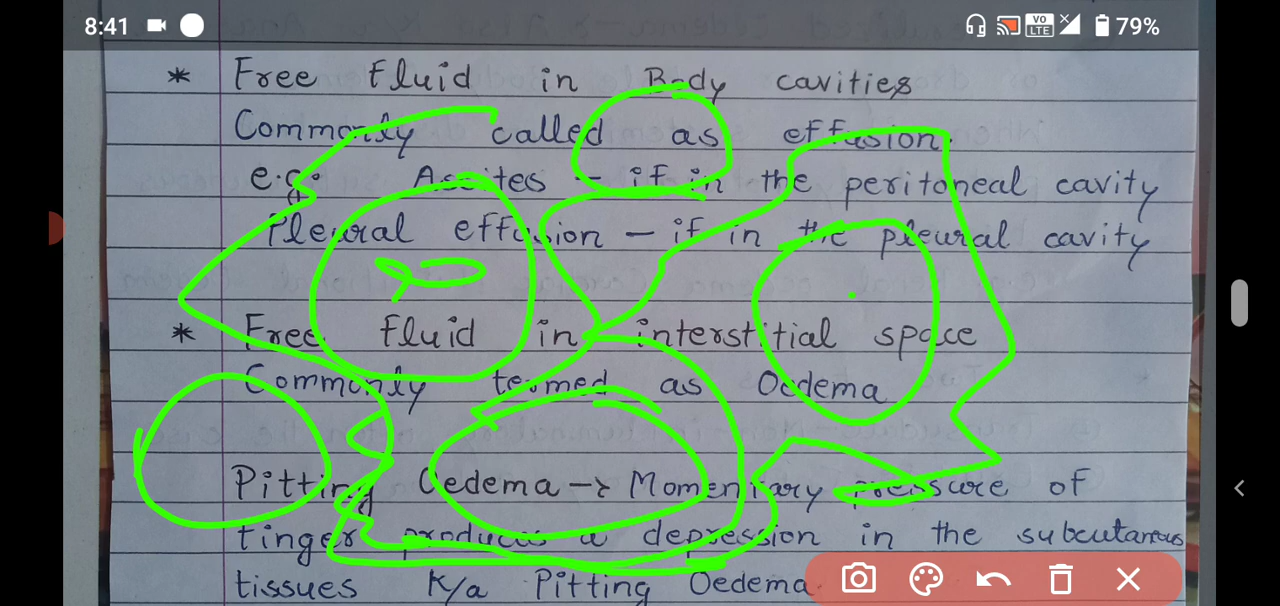 8:41 VO LTE 79%
* Free Fluid in Body cavities
Commonly called as effusion.
e.g. Ascites - if in the peritoneal cavity
Pleural effusion - if in the pleural cavity
* Free fluid in interstitial space
Commonly termed as Oedema
Pitting Oedema → Momentary pressure of
finger produces a depression in the subcutaneous
tissues K/a Pitting Oedema.